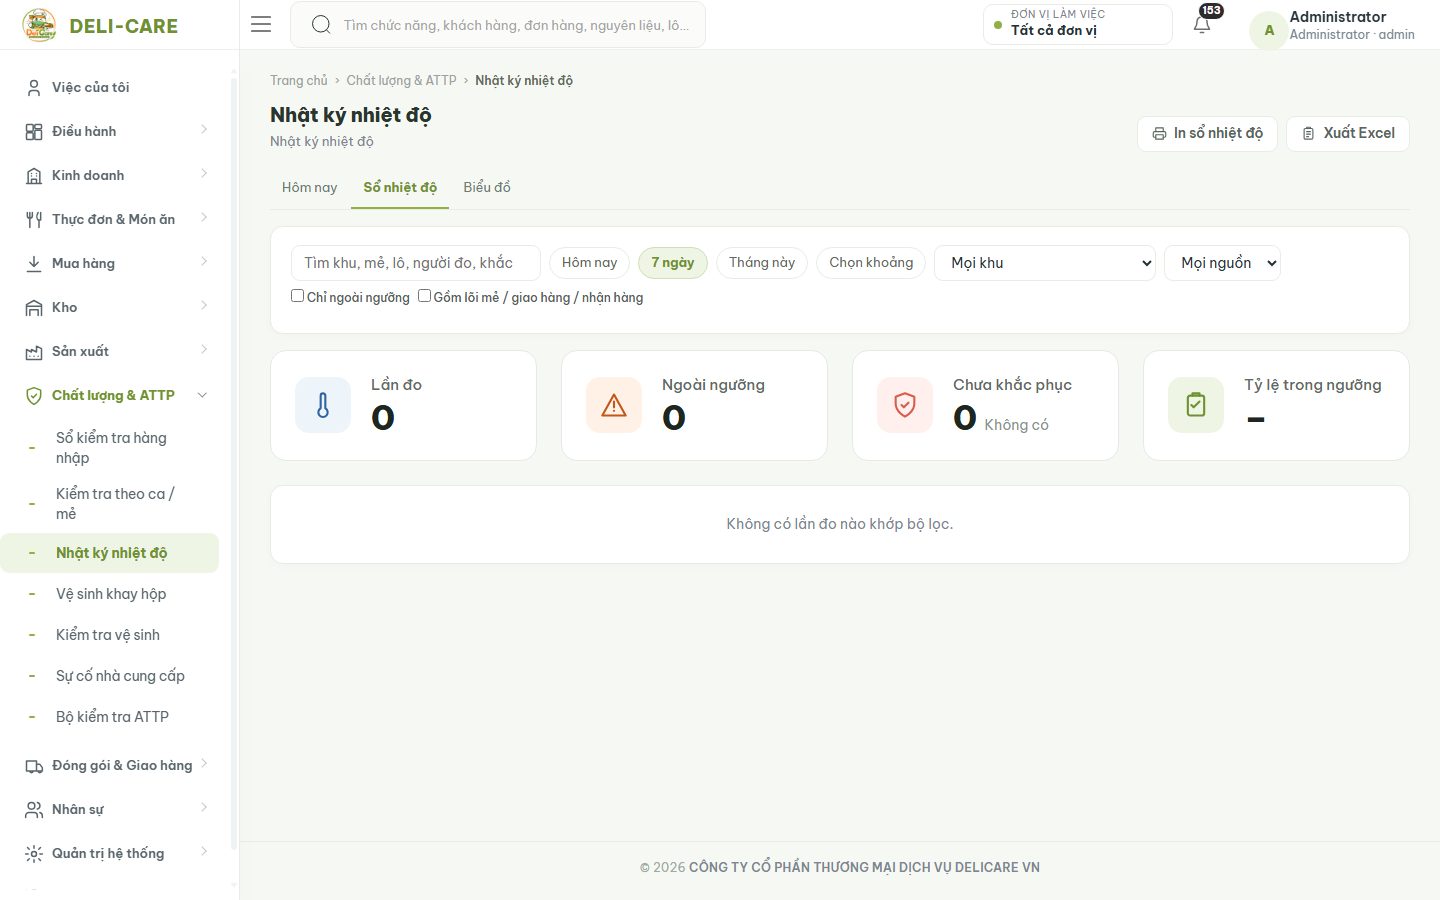 DELI-CARE
Tìm chức năng, khách hàng, đơn hàng, nguyên liệu, lô...
ĐƠN VỊ LÀM VIỆC
Tất cả đơn vị
153
A
Administrator
Administrator · admin
Việc của tôi
Điều hành
Kinh doanh
Thực đơn & Món ăn
Mua hàng
Kho
Sản xuất
Chất lượng & ATTP
Sổ kiểm tra hàng
nhập
Kiểm tra theo ca /
mẻ
Nhật ký nhiệt độ
Vệ sinh khay hộp
Kiểm tra vệ sinh
Sự cố nhà cung cấp
Bộ kiểm tra ATTP
Đóng gói & Giao hàng
Nhân sự
Quản trị hệ thống
Trang chủ › Chất lượng & ATTP › Nhật ký nhiệt độ
Nhật ký nhiệt độ
Nhật ký nhiệt độ
In sổ nhiệt độ
Xuất Excel
Hôm nay
Sổ nhiệt độ
Biểu đồ
Tìm khu, mẻ, lô, người đo, khắc
Hôm nay
7 ngày
Tháng này
Chọn khoảng
Mọi khu
Mọi nguồn
Chỉ ngoài ngưỡng
Gồm lõi mẻ / giao hàng / nhận hàng
Lần đo
0
Ngoài ngưỡng
0
Chưa khắc phục
0 Không có
Tỷ lệ trong ngưỡng
–
Không có lần đo nào khớp bộ lọc.
© 2026 CÔNG TY CỔ PHẦN THƯƠNG MẠI DỊCH VỤ DELICARE VN